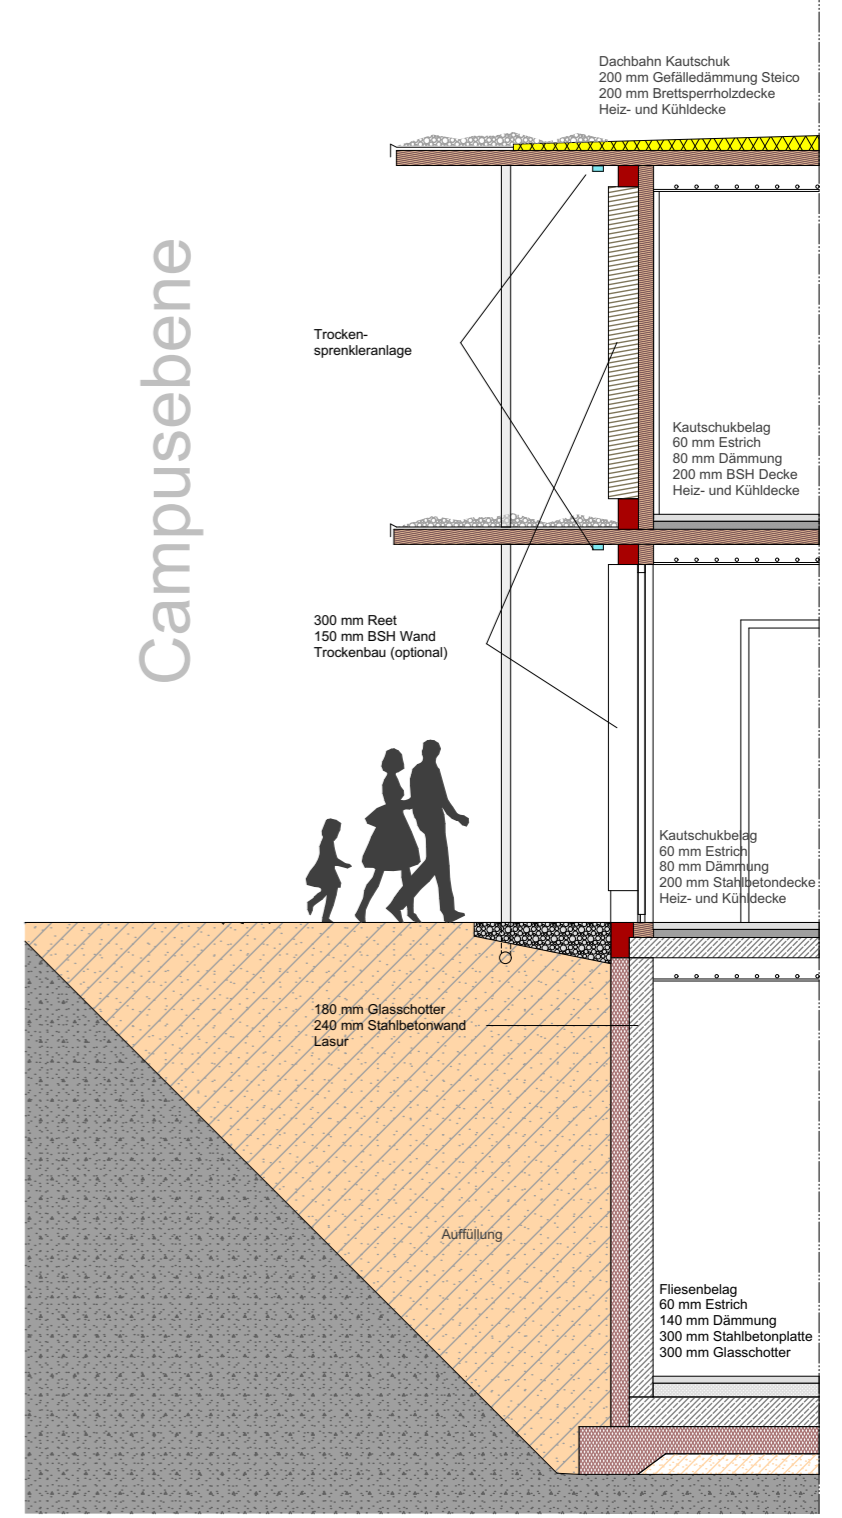 Dachbahn Kautschuk
200 mm Gefälledämmung Steico
200 mm Brettsperrholzdecke
Heiz- und Kühldecke
Campusebene
Trocken-
sprenkleranlage
Kautschukbelag
60 mm Estrich
80 mm Dämmung
200 mm BSH Decke
Heiz- und Kühldecke
300 mm Reet
150 mm BSH Wand
Trockenbau (optional)
Kautschukbelag
60 mm Estrich
80 mm Dämmung
200 mm Stahlbetondecke
Heiz- und Kühldecke
180 mm Glasschotter
240 mm Stahlbetonwand
Lasur
Auffüllung
Fliesenbelag
60 mm Estrich
140 mm Dämmung
300 mm Stahlbetonplatte
300 mm Glasschotter